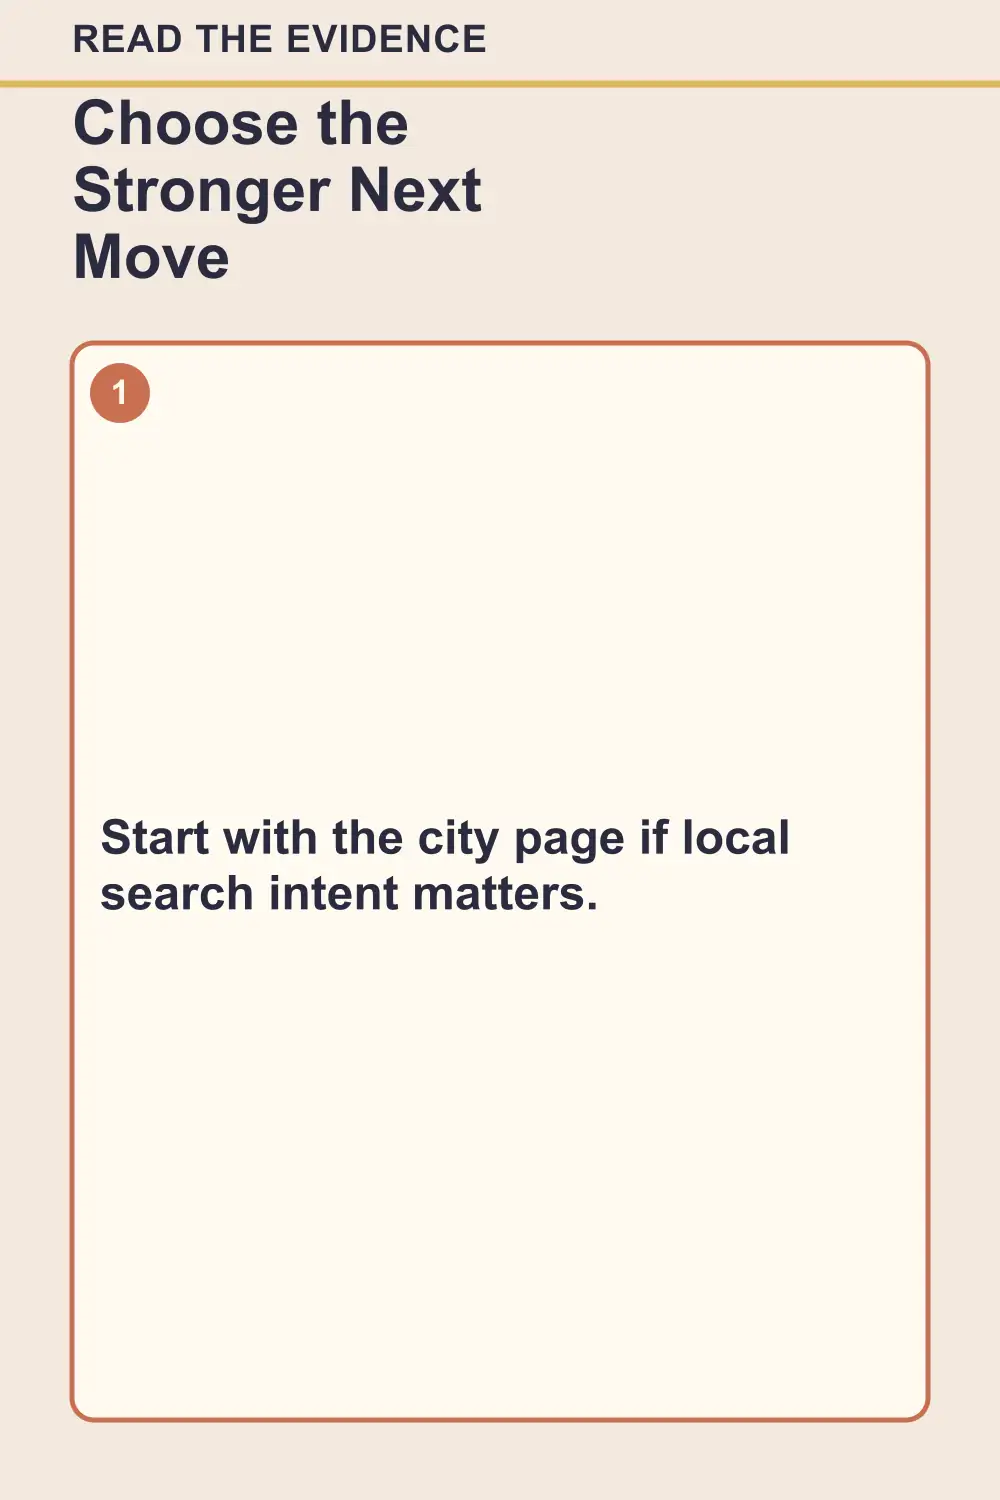 READ THE EVIDENCE
Choose the
Stronger Next
Move
1
Start with the city page if local
search intent matters.